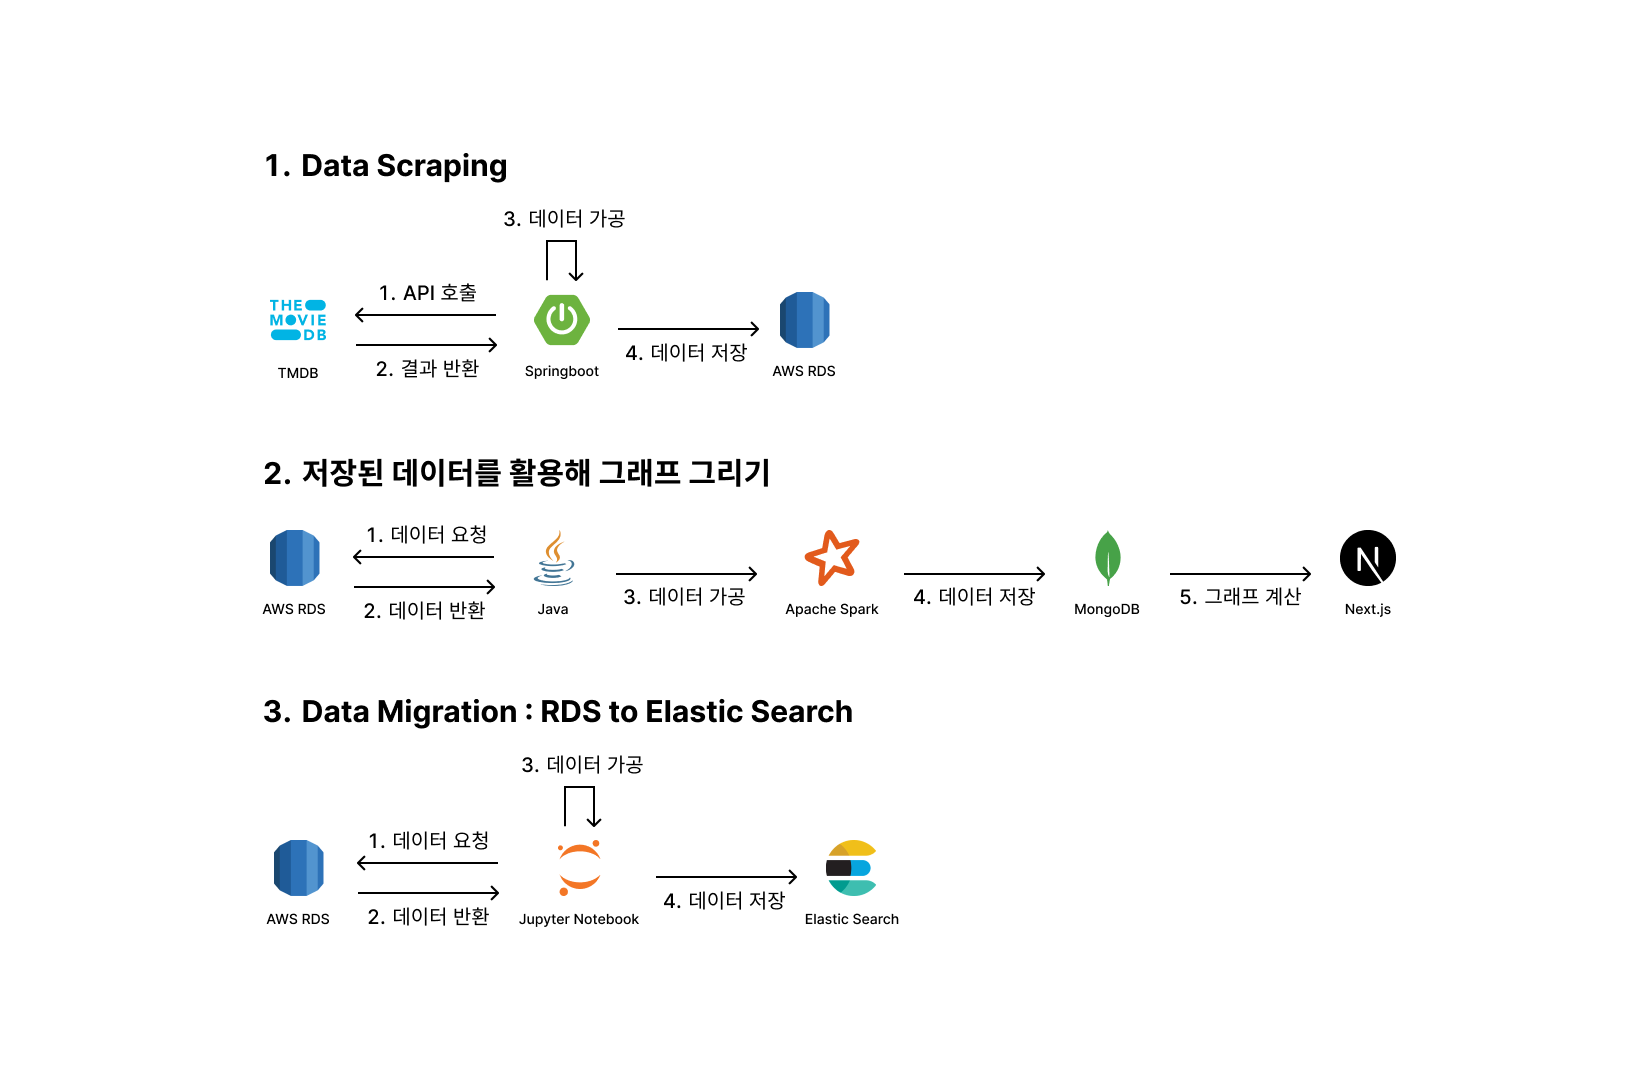 1. Data Scraping
3. 데이터 가공
1. API 호출
THE
MOVIE
DB
2. 결과 반환
4. 데이터 저장
TMDB
Springboot
AWS RDS
2. 저장된 데이터를 활용해 그래프 그리기
1. 데이터 요청
2. 데이터 반환
3. 데이터 가공
4. 데이터 저장
5. 그래프 계산
AWS RDS
Java
Apache Spark
MongoDB
N
Next.js
3. Data Migration : RDS to Elastic Search
3. 데이터 가공
1. 데이터 요청
2. 데이터 반환
4. 데이터 저장
AWS RDS
Jupyter Notebook
Elastic Search